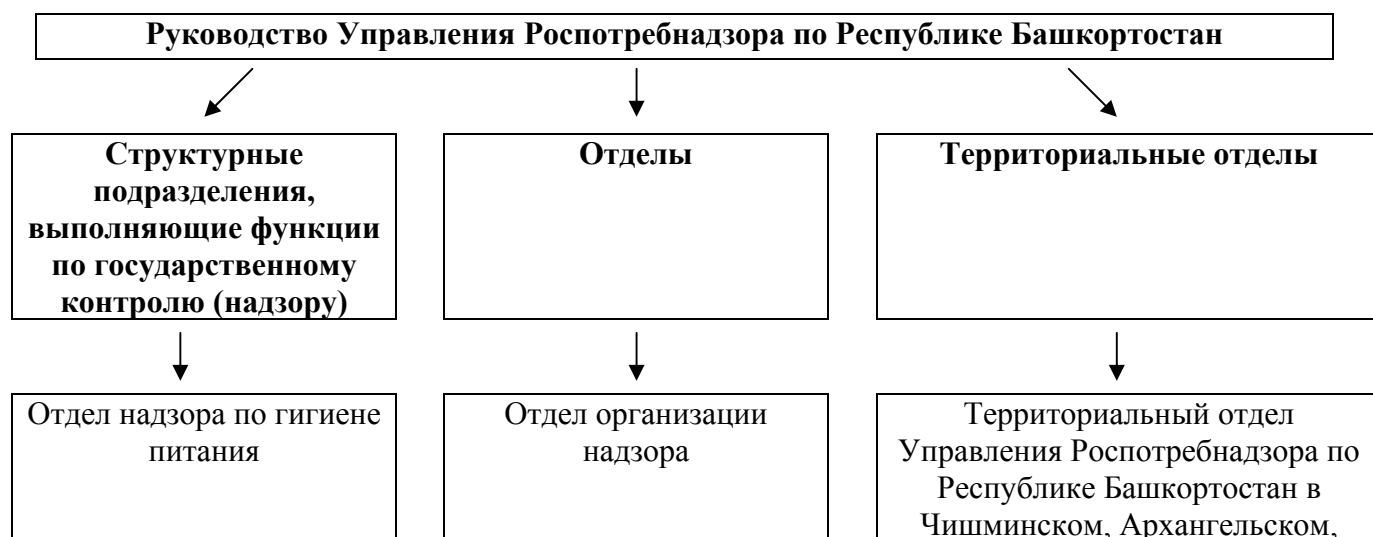 Руководство Управления Роспотребнадзора по Республике Башкортостан
Структурные
подразделения,
выполняющие функции
по государственному
контролю (надзору)
Отделы
Территориальные отделы
Отдел надзора по гигиене
питания
Отдел организации
надзора
Территориальный отдел
Управления Роспотребнадзора по
Республике Башкортостан в
Чишминском, Архангельском,